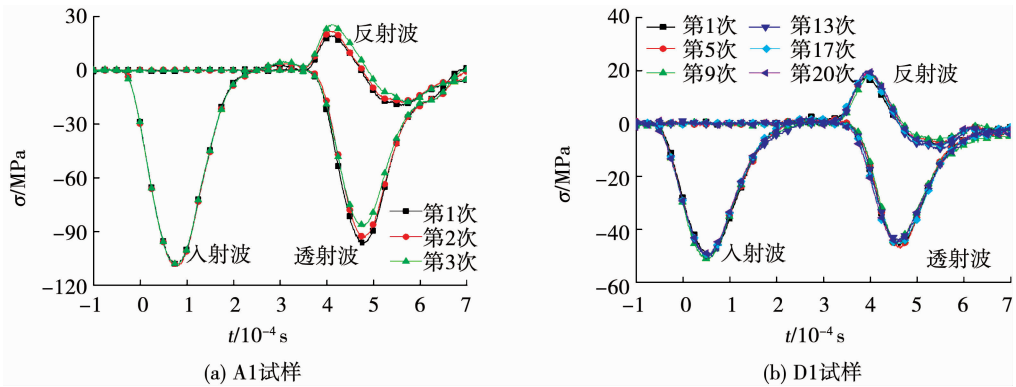 30
0
−30
−60
−90
−120
σ/MPa
反射波
入射波
透射波
第1次
第2次
第3次
−1 0 1 2 3 4 5 6 7
t/10⁻⁴ s
(a) A1试样
40
20
0
−20
−40
−60
σ/MPa
第1次 第13次
第5次 第17次
第9次 第20次
反射波
入射波
透射波
−1 0 1 2 3 4 5 6 7
t/10⁻⁴ s
(b) D1试样